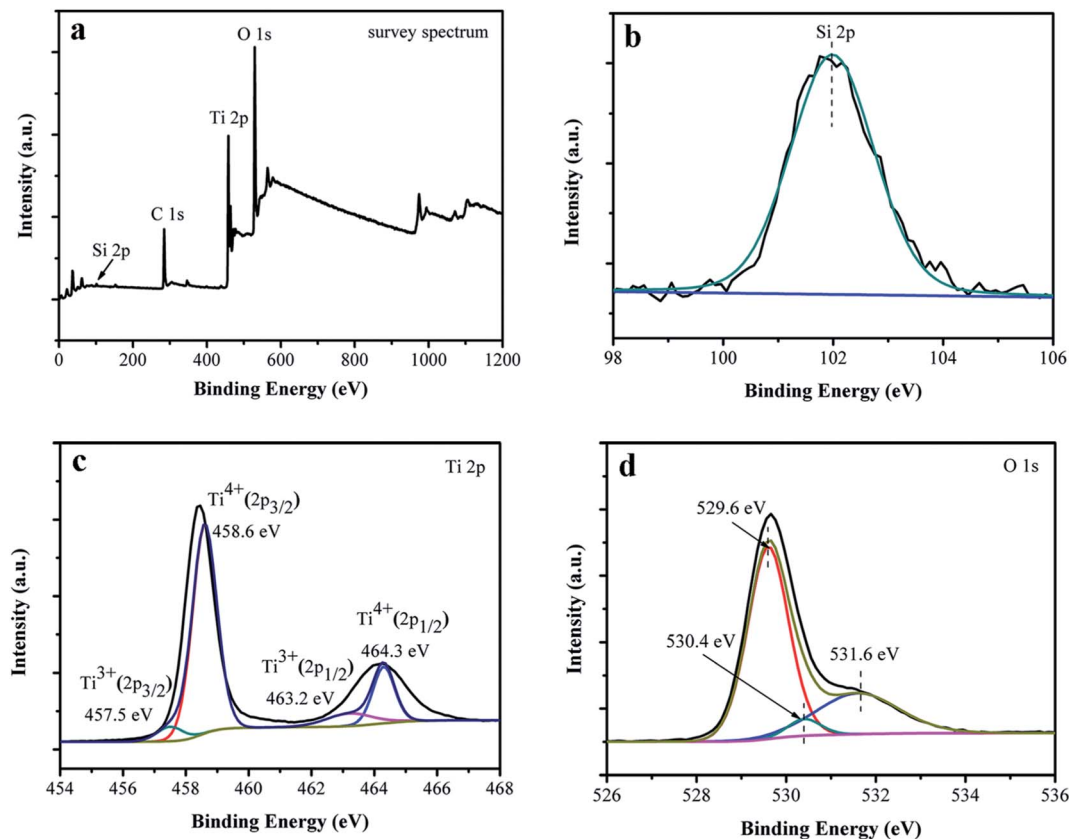 a
survey spectrum
O 1s
Ti 2p
C 1s
Si 2p
Intensity (a.u.)
0 200 400 600 800 1000 1200
Binding Energy (eV)
b
Si 2p
Intensity (a.u.)
98 100 102 104 106
Binding Energy (eV)
c
Ti 2p
Ti4+(2p3/2)
458.6 eV
Ti4+(2p1/2)
464.3 eV
Ti3+(2p1/2)
463.2 eV
Ti3+(2p3/2)
457.5 eV
Intensity (a.u.)
454 456 458 460 462 464 466 468
Binding Energy (eV)
d
O 1s
529.6 eV
530.4 eV
531.6 eV
Intensity (a.u.)
526 528 530 532 534 536
Binding Energy (eV)